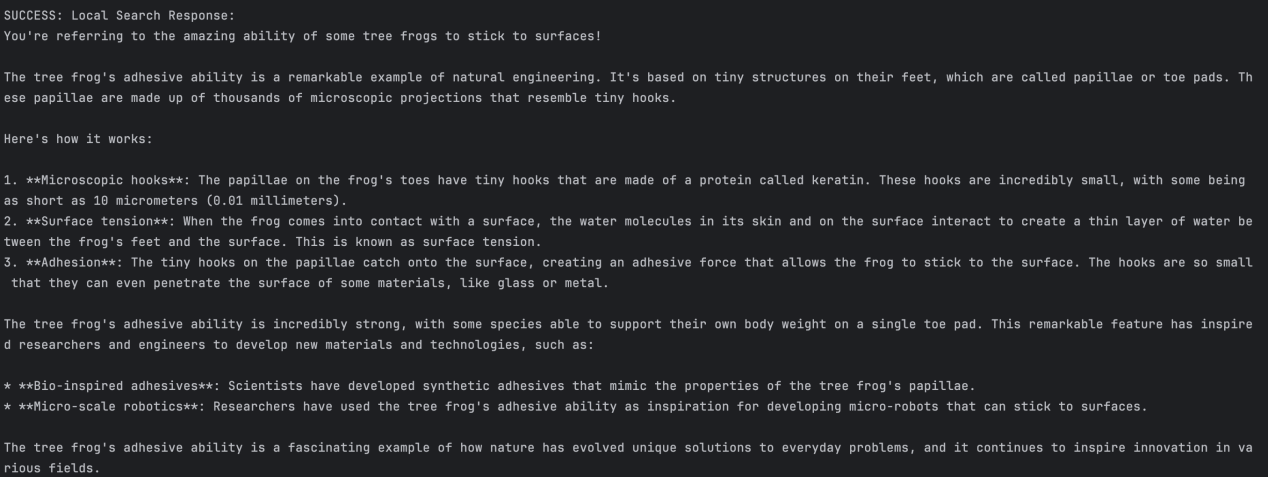 SUCCESS: Local Search Response:
You're referring to the amazing ability of some tree frogs to stick to surfaces!
The tree frog's adhesive ability is a remarkable example of natural engineering. It's based on tiny structures on their feet, which are called papillae or toe pads. Th
ese papillae are made up of thousands of microscopic projections that resemble tiny hooks.
Here's how it works:
1. **Microscopic hooks**: The papillae on the frog's toes have tiny hooks that are made of a protein called keratin. These hooks are incredibly small, with some being
as short as 10 micrometers (0.01 millimeters).
2. **Surface tension**: When the frog comes into contact with a surface, the water molecules in its skin and on the surface interact to create a thin layer of water be
tween the frog's feet and the surface. This is known as surface tension.
3. **Adhesion**: The tiny hooks on the papillae catch onto the surface, creating an adhesive force that allows the frog to stick to the surface. The hooks are so small
that they can even penetrate the surface of some materials, like glass or metal.
The tree frog's adhesive ability is incredibly strong, with some species able to support their own body weight on a single toe pad. This remarkable feature has inspire
d researchers and engineers to develop new materials and technologies, such as:
* **Bio-inspired adhesives**: Scientists have developed synthetic adhesives that mimic the properties of the tree frog's papillae.
* **Micro-scale robotics**: Researchers have used the tree frog's adhesive ability as inspiration for developing micro-robots that can stick to surfaces.
The tree frog's adhesive ability is a fascinating example of how nature has evolved unique solutions to everyday problems, and it continues to inspire innovation in va
rious fields.